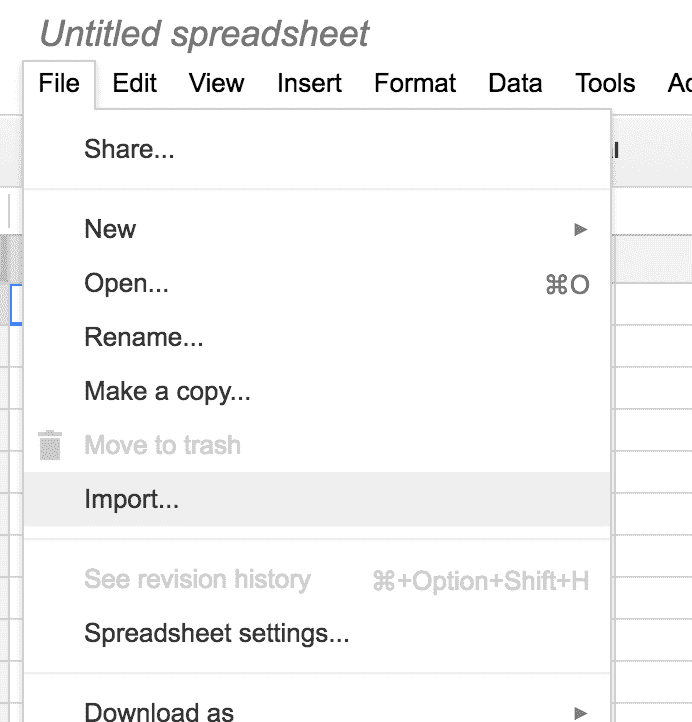 Untitled spreadsheet
File Edit View Insert Format Data Tools
Share...
New ►
Open... ⌘O
Rename...
Make a copy...
Move to trash
Import...
See revision history ⌘+Option+Shift+H
Spreadsheet settings...
Download as ►